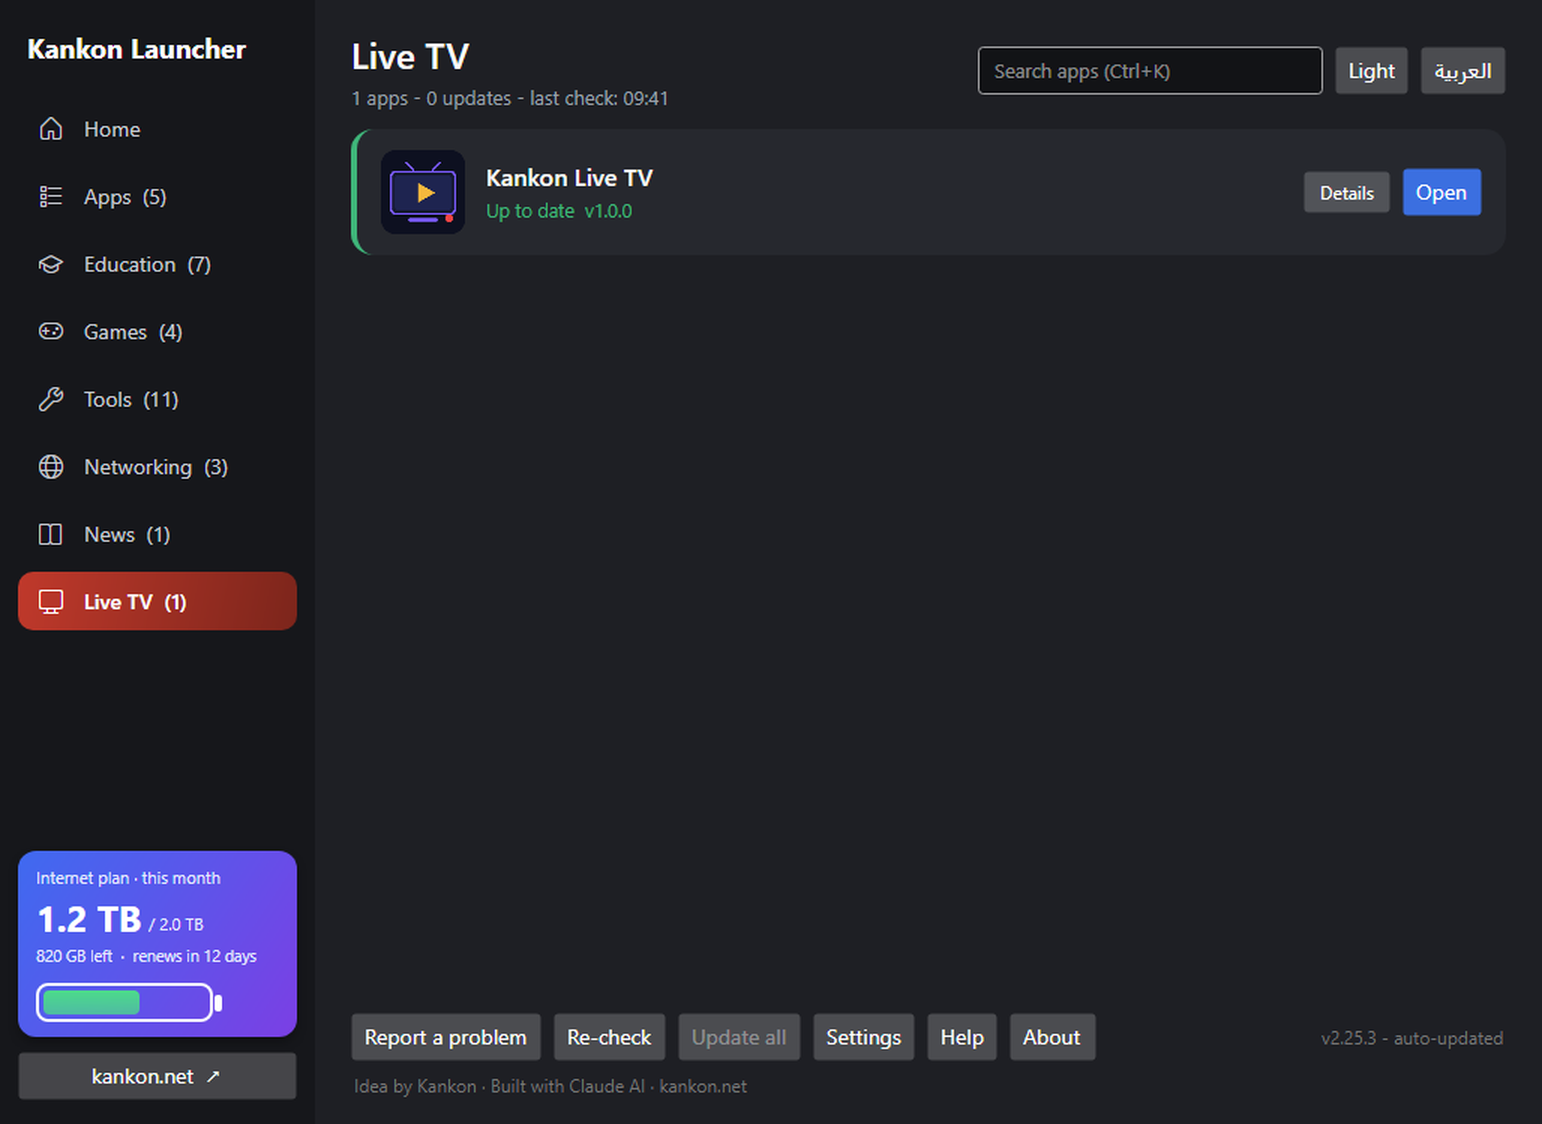 Kankon Launcher
Home
Apps (5)
Education (7)
Games (4)
Tools (11)
Networking (3)
News (1)
Live TV (1)
Internet plan · this month
1.2 TB / 2.0 TB
820 GB left · renews in 12 days
kankon.net ↗
Live TV
1 apps - 0 updates - last check: 09:41
Search apps (Ctrl+K)
Light
العربية
Kankon Live TV
Up to date v1.0.0
Details
Open
Report a problem
Re-check
Update all
Settings
Help
About
v2.25.3 - auto-updated
Idea by Kankon · Built with Claude AI · kankon.net